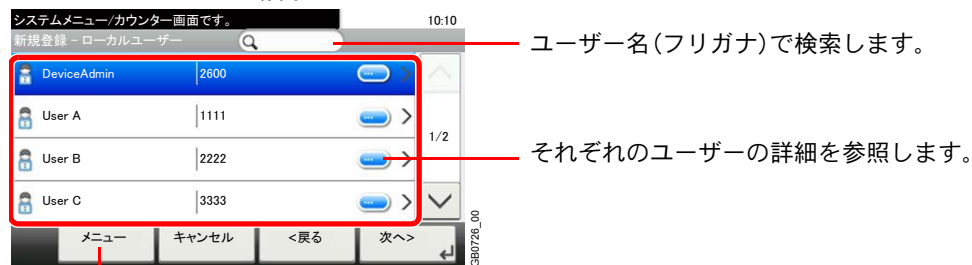 システムメニュー/カウンター画面です。
10:10
新規登録 - ローカルユーザー
ユーザー名(フリガナ)で検索します。
DeviceAdmin 2600
User A 1111
1/2
User B 2222
それぞれのユーザーの詳細を参照します。
User C 3333
メニュー キャンセル <戻る 次へ>
GB0726_00